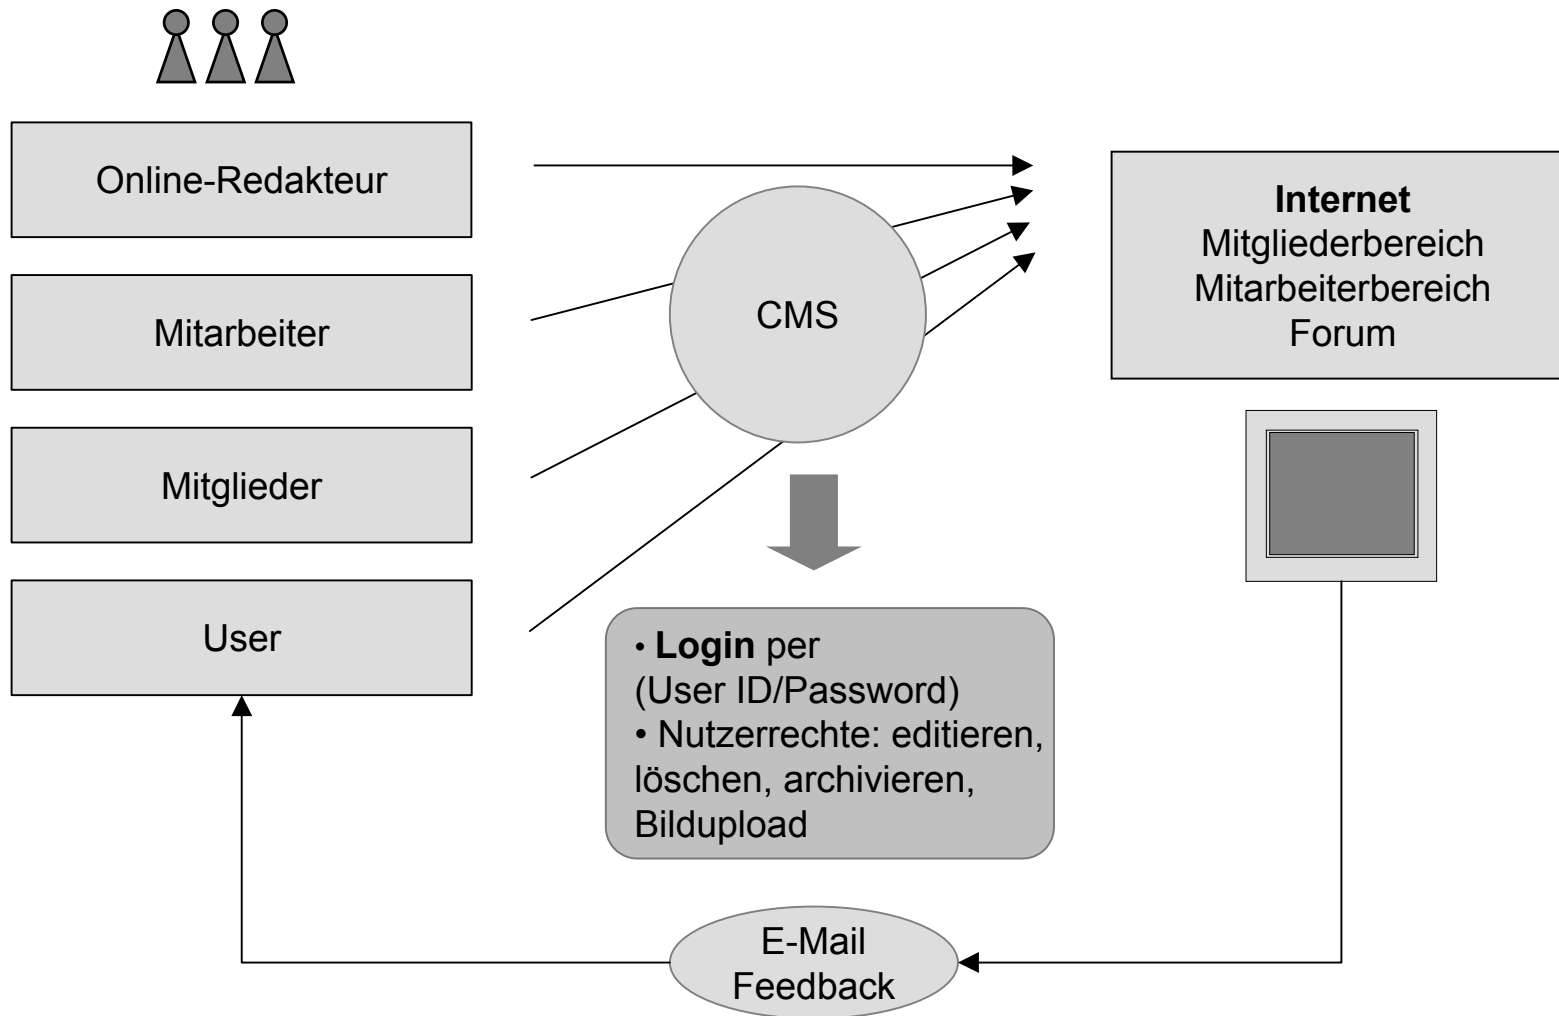 Online-Redakteur
Mitarbeiter
Mitglieder
User
CMS
• Login per
(User ID/Password)
• Nutzerrechte: editieren,
löschen, archivieren,
Bildupload
Internet
Mitgliederbereich
Mitarbeiterbereich
Forum
E-Mail
Feedback